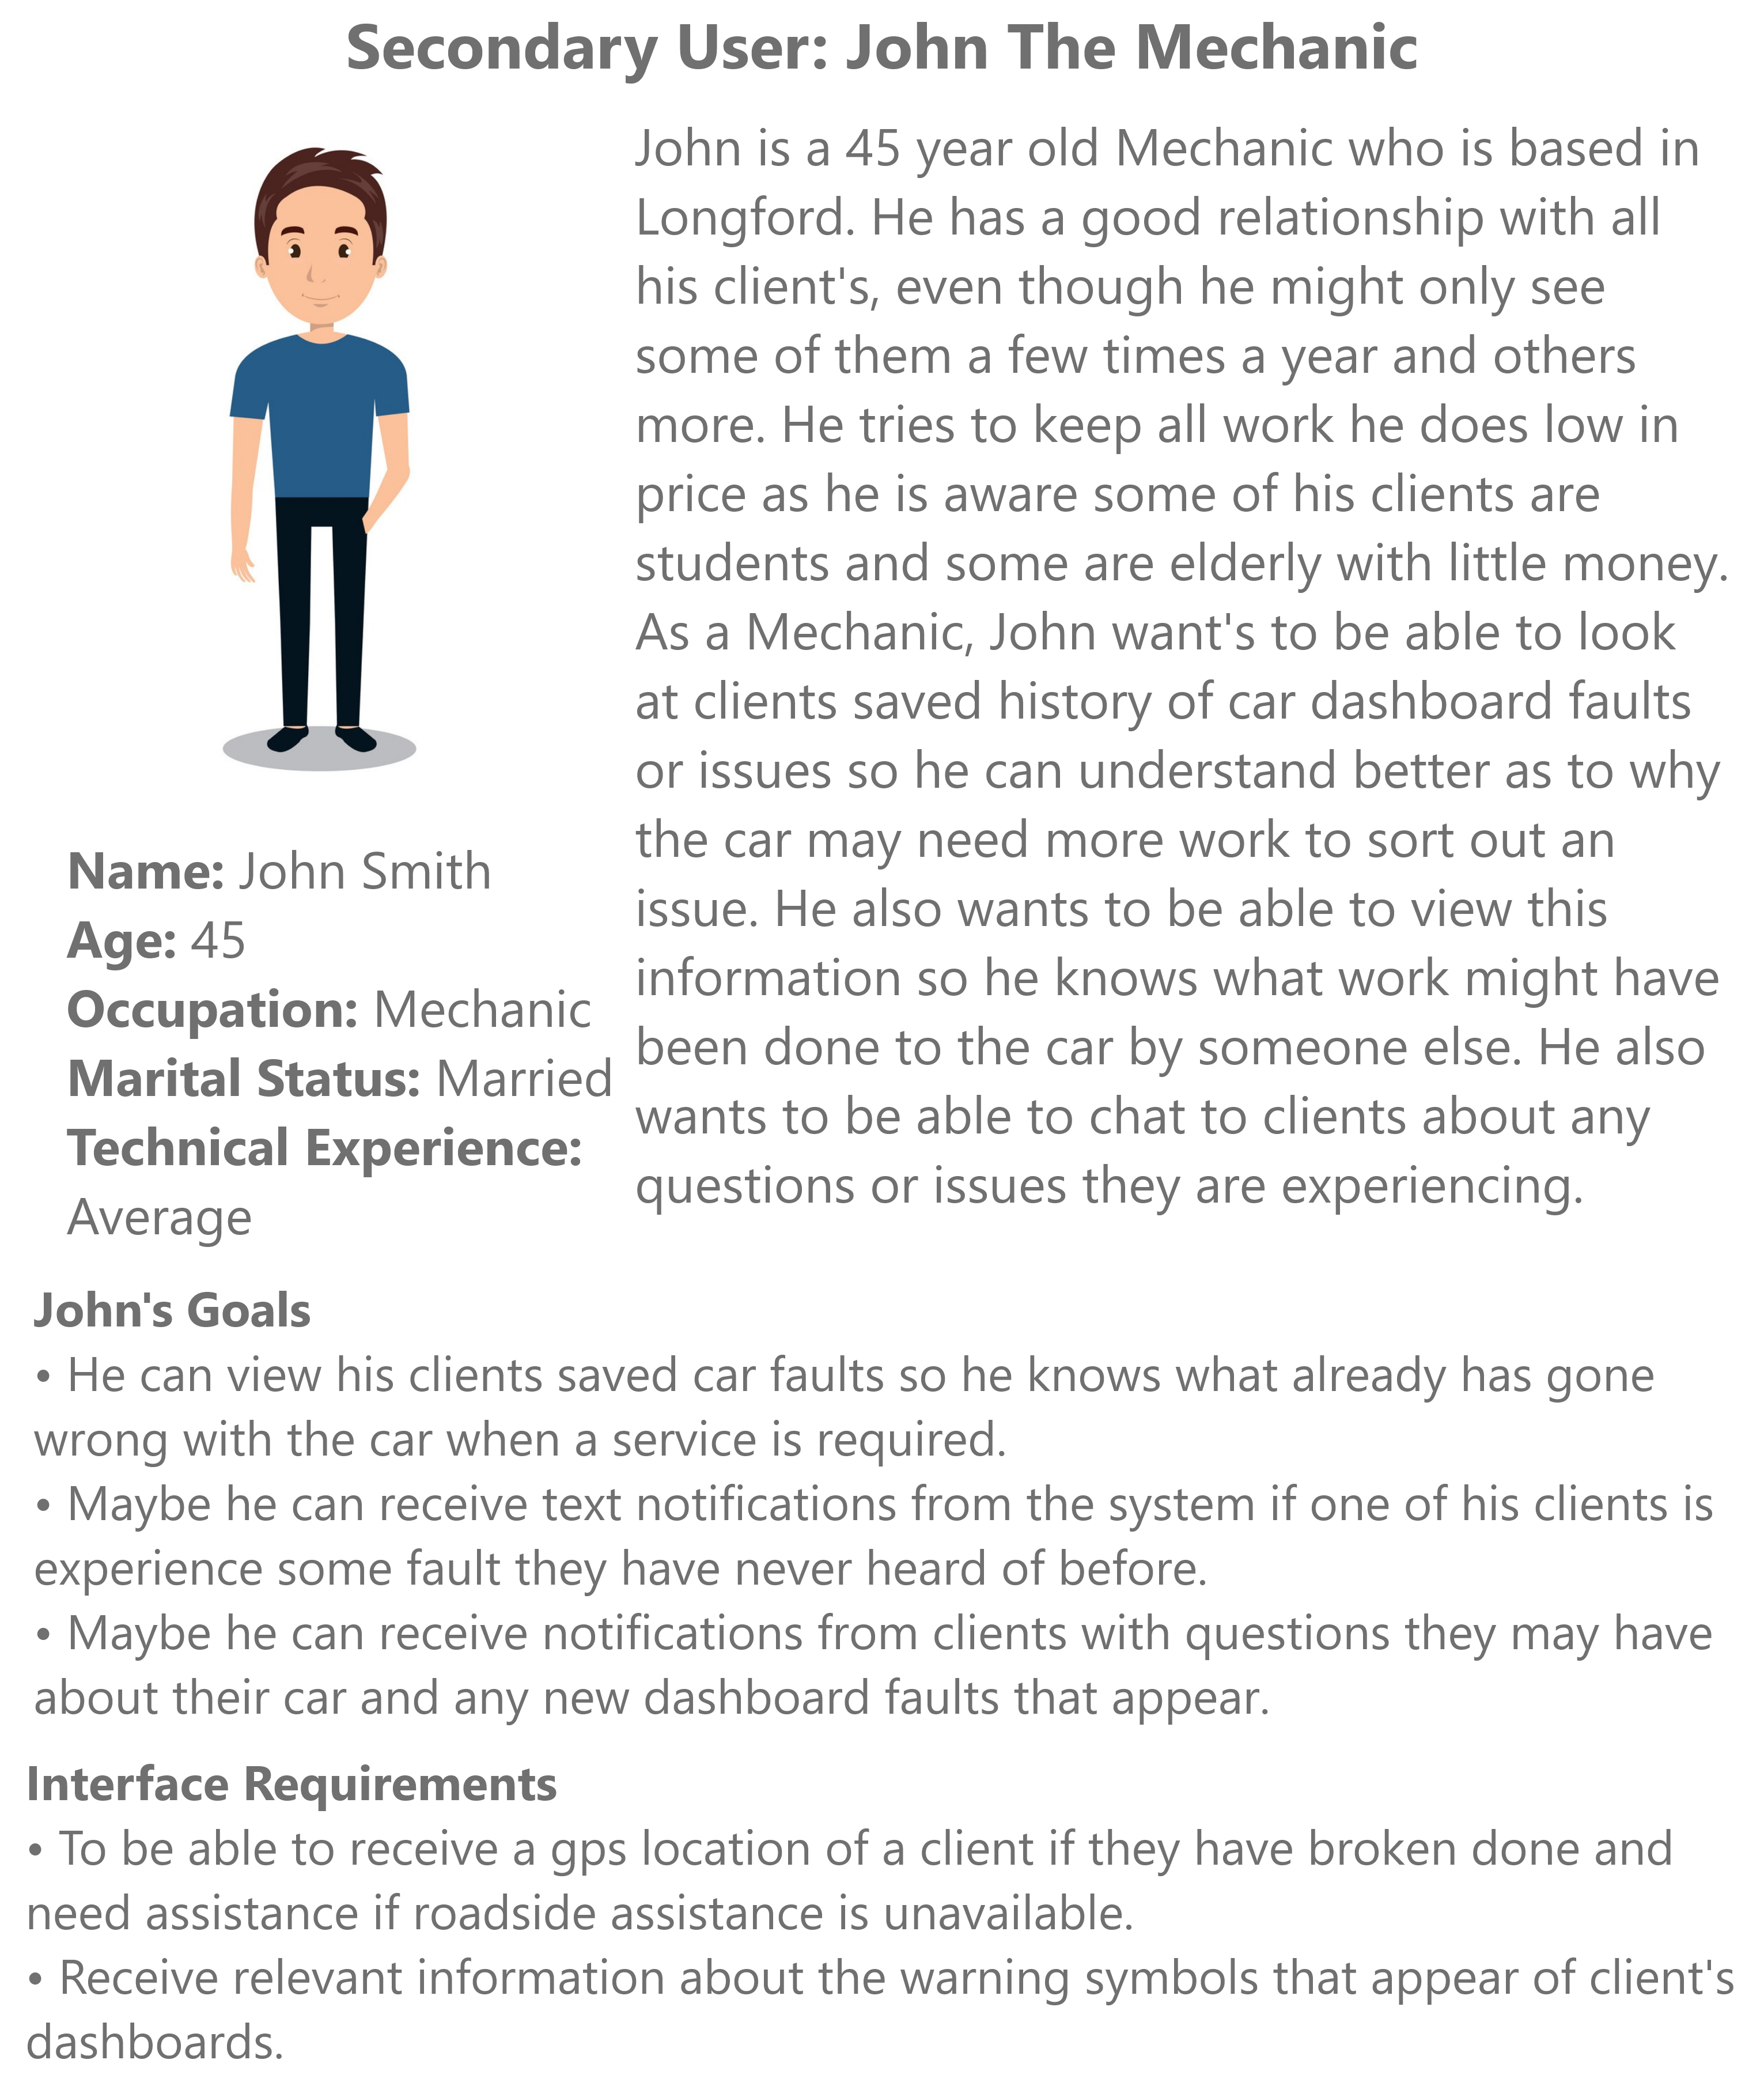 Secondary User: John The Mechanic
John is a 45 year old Mechanic who is based in
Longford. He has a good relationship with all
his client's, even though he might only see
some of them a few times a year and others
more. He tries to keep all work he does low in
price as he is aware some of his clients are
students and some are elderly with little money.
As a Mechanic, John want's to be able to look
at clients saved history of car dashboard faults
or issues so he can understand better as to why
the car may need more work to sort out an
issue. He also wants to be able to view this
information so he knows what work might have
been done to the car by someone else. He also
wants to be able to chat to clients about any
questions or issues they are experiencing.
Name: John Smith
Age: 45
Occupation: Mechanic
Marital Status: Married
Technical Experience:
Average
John's Goals
• He can view his clients saved car faults so he knows what already has gone
wrong with the car when a service is required.
• Maybe he can receive text notifications from the system if one of his clients is
experience some fault they have never heard of before.
• Maybe he can receive notifications from clients with questions they may have
about their car and any new dashboard faults that appear.
Interface Requirements
• To be able to receive a gps location of a client if they have broken done and
need assistance if roadside assistance is unavailable.
• Receive relevant information about the warning symbols that appear of client's
dashboards.